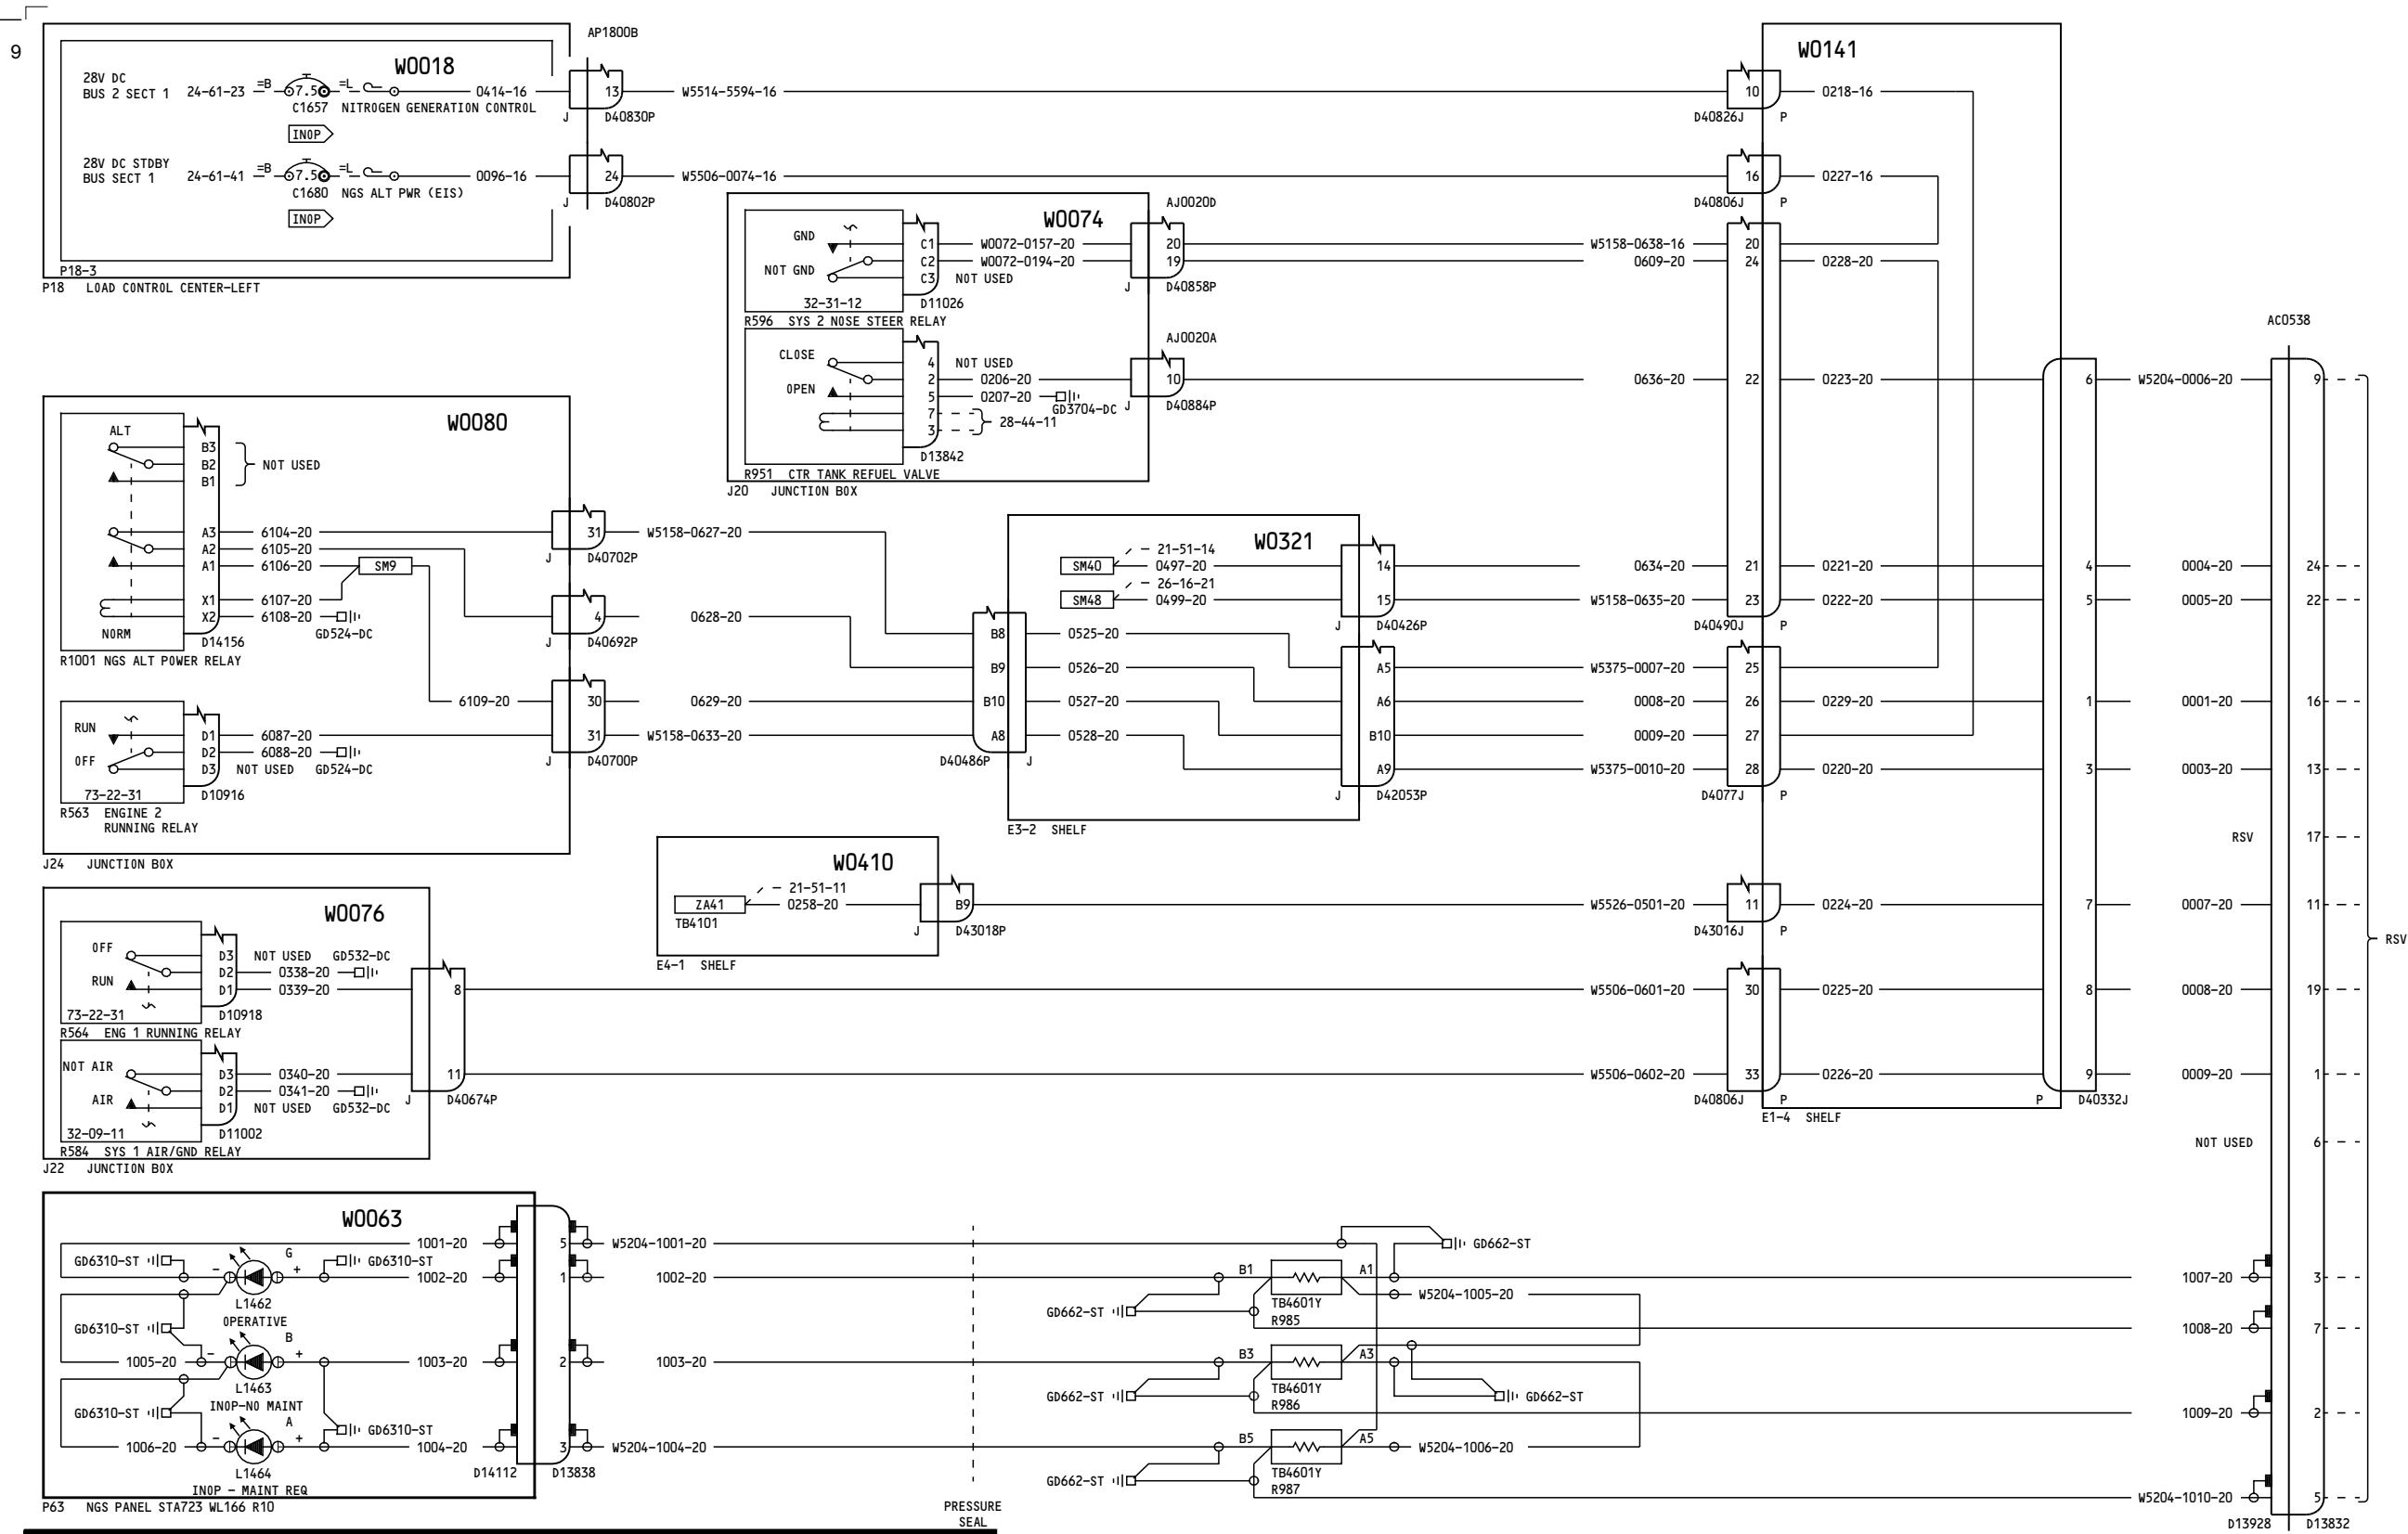 9
AP1800B
W0018
W0141
28V DC
BUS 2 SECT 1
24-61-23
=B
7.5
=L
0414-16
13
W5514-5594-16
10
0218-16
C1657
NITROGEN GENERATION CONTROL
J
D40830P
D40826J
P
INOP
28V DC STDBY
BUS SECT 1
24-61-41
=B
7.5
=L
0096-16
24
W5506-0074-16
16
0227-16
C1680
NGS ALT PWR (EIS)
J
D40802P
D40806J
P
INOP
P18-3
P18 LOAD CONTROL CENTER-LEFT
W0074
AJ0020D
GND
C1
W0072-0157-20
20
W5158-0638-16
20
C2
W0072-0194-20
19
0609-20
24
0228-20
NOT GND
C3
NOT USED
J
D40858P
32-31-12
D11026
R596 SYS 2 NOSE STEER RELAY
AJ0020A
CLOSE
4
NOT USED
2
0206-20
10
0636-20
22
0223-20
6
W5204-0006-20
9
OPEN
5
0207-20
GD3704-DC
J
D40884P
7
3
28-44-11
D13842
R951 CTR TANK REFUEL VALVE
J20 JUNCTION BOX
AC0538
W0080
ALT
B3
B2
B1
NOT USED
A3
6104-20
31
W5158-0627-20
A2
6105-20
J
D40702P
A1
6106-20
SM9
X1
6107-20
X2
6108-20
GD524-DC
4
0628-20
J
D40692P
NORM
D14156
R1001 NGS ALT POWER RELAY
6109-20
30
0629-20
RUN
D1
6087-20
31
W5158-0633-20
D2
6088-20
OFF
D3
NOT USED
GD524-DC
J
D40700P
73-22-31
D10916
R563 ENGINE 2
RUNNING RELAY
J24 JUNCTION BOX
W0321
21-51-14
SM40
0497-20
14
0634-20
21
0221-20
4
0004-20
24
26-16-21
SM48
0499-20
15
W5158-0635-20
23
0222-20
5
0005-20
22
J
D40426P
D40490J
P
B8
0525-20
B9
0526-20
A5
W5375-0007-20
25
B10
0527-20
A6
0008-20
26
0229-20
1
0001-20
16
A8
0528-20
B10
0009-20
27
D40486P
J
A9
W5375-0010-20
28
0220-20
3
0003-20
13
J
D42053P
D4077J
P
E3-2 SHELF
RSV
17
W0410
21-51-11
ZA41
0258-20
B9
W5526-0501-20
11
0224-20
7
0007-20
11
TB4101
J
D43018P
D43016J
P
RSV
E4-1 SHELF
W0076
OFF
D3
NOT USED
GD532-DC
D2
0338-20
RUN
D1
0339-20
8
W5506-0601-20
30
0225-20
8
0008-20
19
73-22-31
D10918
R564 ENG 1 RUNNING RELAY
NOT AIR
D3
0340-20
11
W5506-0602-20
33
0226-20
9
0009-20
1
D2
0341-20
J
D40674P
D40806J
P
P
D40332J
AIR
D1
NOT USED
GD532-DC
E1-4 SHELF
32-09-11
D11002
R584 SYS 1 AIR/GND RELAY
J22 JUNCTION BOX
NOT USED
6
W0063
1001-20
5
W5204-1001-20
GD662-ST
GD6310-ST
G
GD6310-ST
-
+
1002-20
1
1002-20
B1
A1
1007-20
3
L1462
TB4601Y
W5204-1005-20
GD662-ST
R985
OPERATIVE
GD6310-ST
1008-20
7
B
1005-20
-
+
1003-20
2
1003-20
B3
A3
L1463
TB4601Y
GD662-ST
GD662-ST
R986
INOP-NO MAINT
GD6310-ST
1009-20
2
A
GD6310-ST
1006-20
-
+
1004-20
3
W5204-1004-20
B5
A5
W5204-1006-20
L1464
D14112
D13838
TB4601Y
GD662-ST
R987
INOP - MAINT REQ
W5204-1010-20
5
P63 NGS PANEL STA723 WL166 R10
PRESSURE
SEAL
D13928
D13832